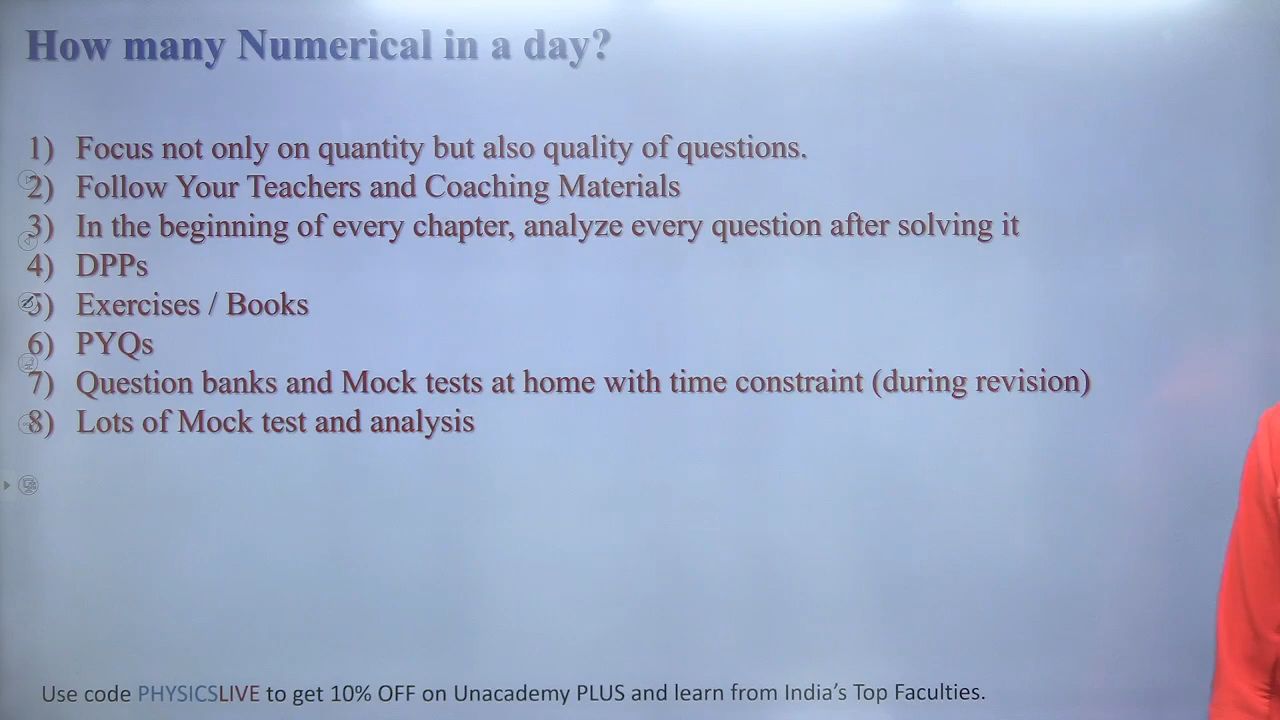 How many Numerical in a day?
1) Focus not only on quantity but also quality of questions.
2) Follow Your Teachers and Coaching Materials
3) In the beginning of every chapter, analyze every question after solving it
4) DPPs
5) Exercises / Books
6) PYQs
7) Question banks and Mock tests at home with time constraint (during revision)
8) Lots of Mock test and analysis
Use code PHYSICSLIVE to get 10% OFF on Unacademy PLUS and learn from India's Top Faculties.